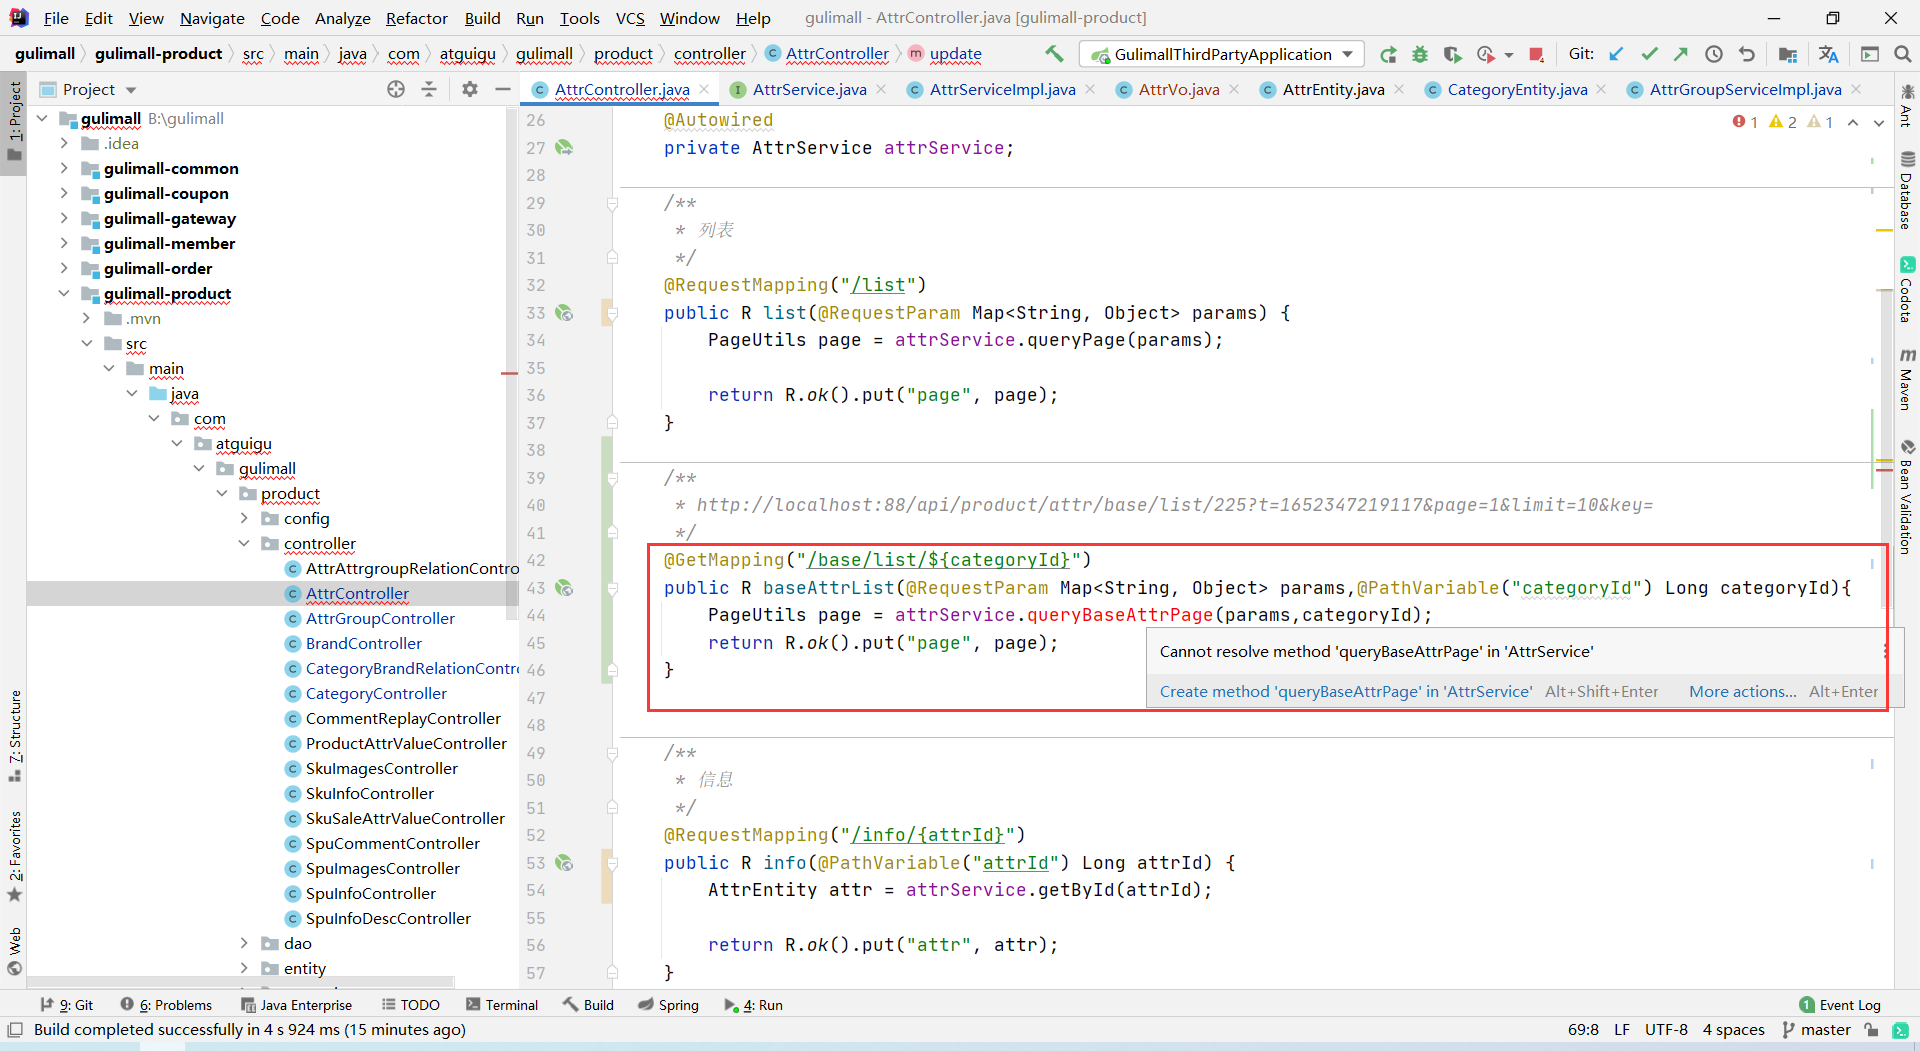 File Edit View Navigate Code Analyze Refactor Build Run Tools VCS Window Help gulimall - AttrController.java [gulimall-product]
gulimall gulimall-product src main java com atguigu gulimall product controller AttrController update GulimallThirdPartyApplication Git:
Project
AttrController.java AttrService.java AttrServiceImpl.java AttrVo.java AttrEntity.java CategoryEntity.java AttrGroupServiceImpl.java
1: Project
7: Structure
2: Favorites
Web
gulimall B:\gulimall
.idea
gulimall-common
gulimall-coupon
gulimall-gateway
gulimall-member
gulimall-order
gulimall-product
.mvn
src
main
java
com
atguigu
gulimall
product
config
controller
AttrAttrgroupRelationContro
AttrController
AttrGroupController
BrandController
CategoryBrandRelationContr
CategoryController
CommentReplayController
ProductAttrValueController
SkuImagesController
SkuInfoController
SkuSaleAttrValueController
SpuCommentController
SpuImagesController
SpuInfoController
SpuInfoDescController
dao
entity
1 2 1
26 @Autowired
27 private AttrService attrService;
28
29 /**
30 * 列表
31 */
32 @RequestMapping("/list")
33 public R list(@RequestParam Map<String, Object> params) {
34 PageUtils page = attrService.queryPage(params);
35
36 return R.ok().put("page", page);
37 }
38
39 /**
40 * http://localhost:88/api/product/attr/base/list/225?t=1652347219117&page=1&limit=10&key=
41 */
42 @GetMapping("/base/list/${categoryId}")
43 public R baseAttrList(@RequestParam Map<String, Object> params,@PathVariable("categoryId") Long categoryId){
44 PageUtils page = attrService.queryBaseAttrPage(params,categoryId);
45 return R.ok().put("page", page);
46 }
47
48
49 /**
50 * 信息
51 */
52 @RequestMapping("/info/{attrId}")
53 public R info(@PathVariable("attrId") Long attrId) {
54 AttrEntity attr = attrService.getById(attrId);
55
56 return R.ok().put("attr", attr);
57 }
Cannot resolve method 'queryBaseAttrPage' in 'AttrService'
Create method 'queryBaseAttrPage' in 'AttrService' Alt+Shift+Enter More actions... Alt+Enter
Ant
Database
Codota
Maven
Bean Validation
9: Git 6: Problems Java Enterprise TODO Terminal Build Spring 4: Run 1 Event Log
Build completed successfully in 4 s 924 ms (15 minutes ago) 69:8 LF UTF-8 4 spaces master